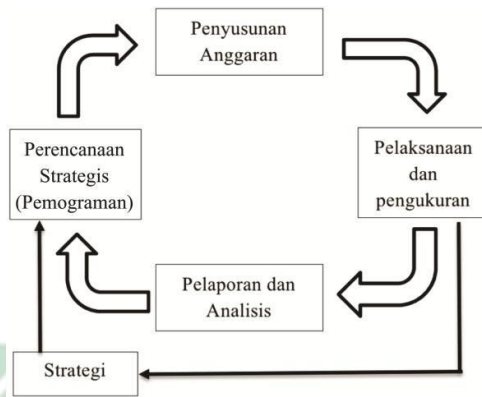 Penyusunan
Anggaran
Perencanaan
Strategis
(Pemograman)
Pelaksanaan
dan
pengukuran
Pelaporan dan
Analisis
Strategi